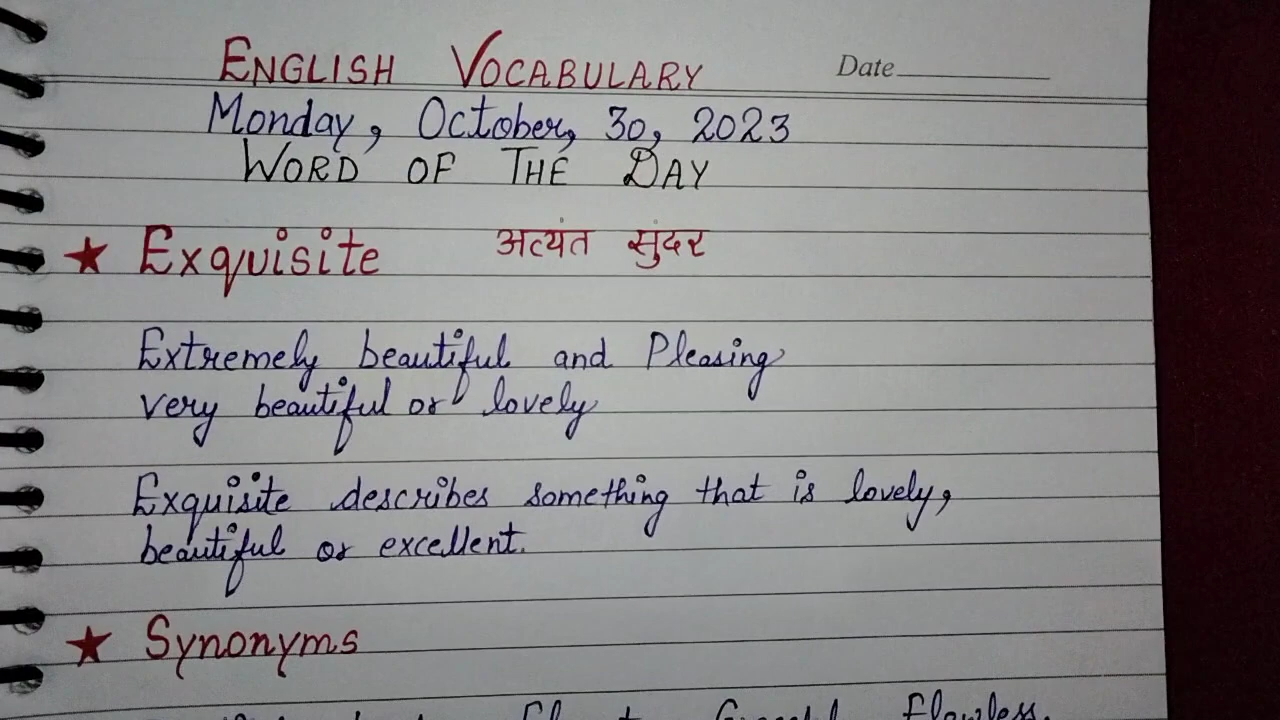 ENGLISH VOCABULARY
Date
Monday, October, 30, 2023
WORD OF THE DAY
★ Exquisite अत्यंत सुंदर
Extremely beautiful and Pleasing
very beautiful or lovely
Exquisite describes something that is lovely,
beautiful or excellent.
★ Synonyms
flawless.